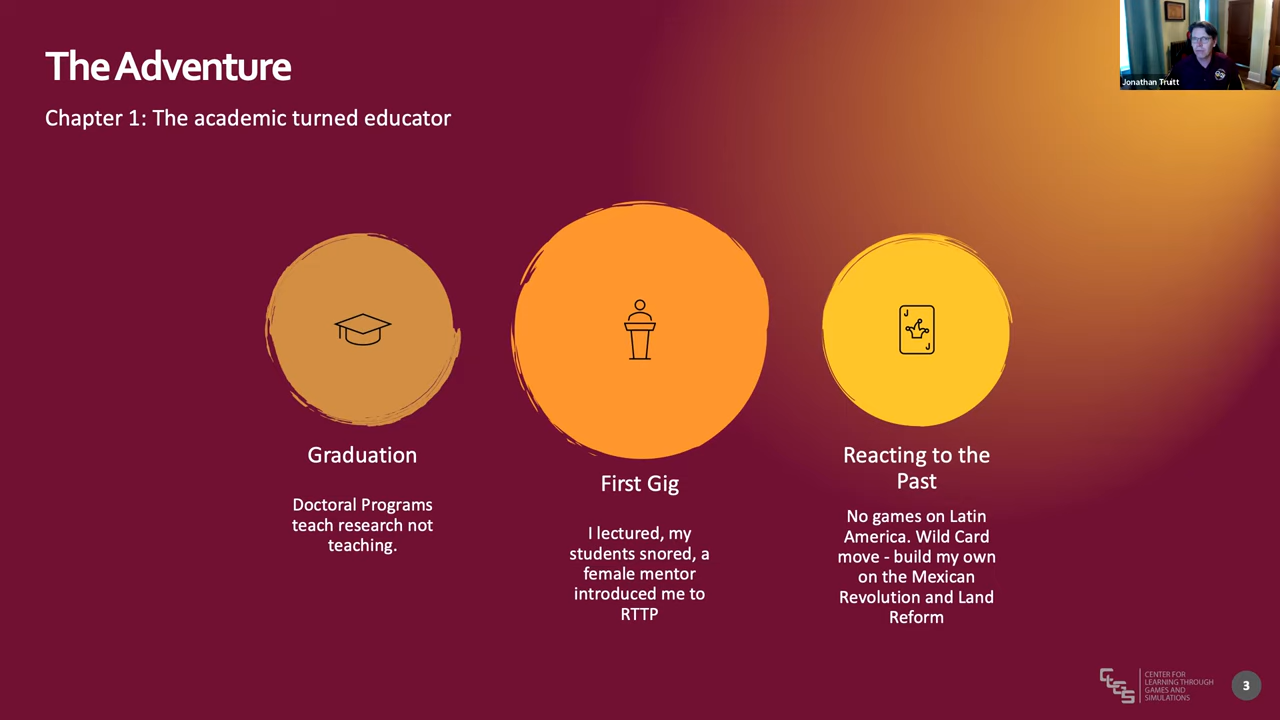 The Adventure
Chapter 1: The academic turned educator
Jonathan Truitt
J
J
Graduation
Doctoral Programs
teach research not
teaching.
First Gig
I lectured, my
students snored, a
female mentor
introduced me to
RTTP
Reacting to the
Past
No games on Latin
America. Wild Card
move - build my own
on the Mexican
Revolution and Land
Reform
CLGS
CENTER FOR
LEARNING THROUGH
GAMES AND
SIMULATIONS
3